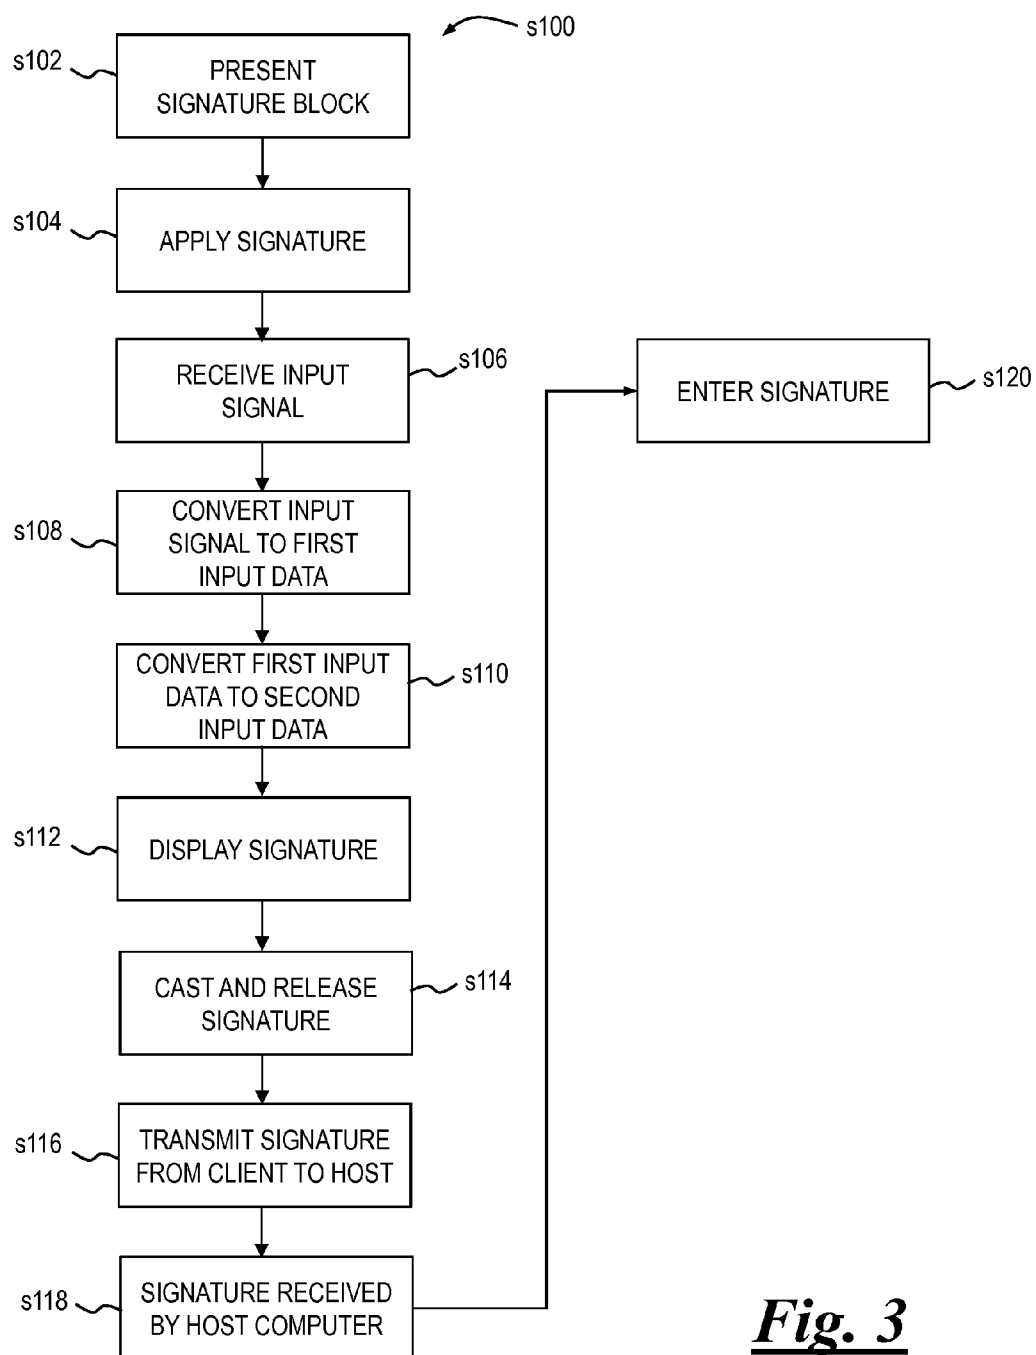 s100
s102
PRESENT
SIGNATURE BLOCK
s104
APPLY SIGNATURE
s106
RECEIVE INPUT
SIGNAL
s108
CONVERT INPUT
SIGNAL TO FIRST
INPUT DATA
s110
CONVERT FIRST INPUT
DATA TO SECOND
INPUT DATA
s112
DISPLAY SIGNATURE
s114
CAST AND RELEASE
SIGNATURE
s116
TRANSMIT SIGNATURE
FROM CLIENT TO HOST
s118
SIGNATURE RECEIVED
BY HOST COMPUTER
ENTER SIGNATURE
s120
Fig. 3